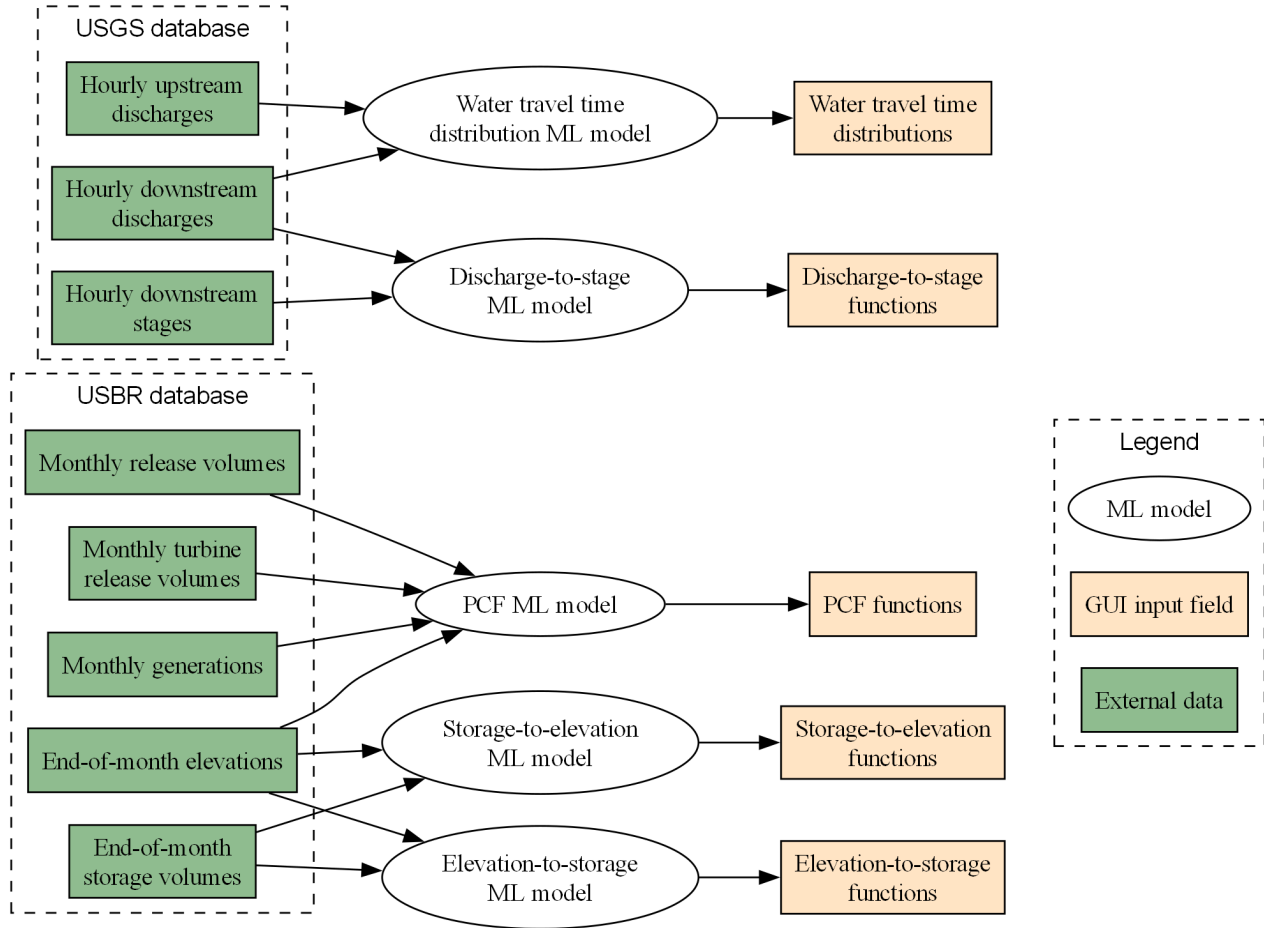 USGS database
Hourly upstream
discharges
Hourly downstream
discharges
Hourly downstream
stages
Water travel time
distribution ML model
Discharge-to-stage
ML model
Water travel time
distributions
Discharge-to-stage
functions
USBR database
Monthly release volumes
Monthly turbine
release volumes
Monthly generations
End-of-month elevations
End-of-month
storage volumes
PCF ML model
Storage-to-elevation
ML model
Elevation-to-storage
ML model
PCF functions
Storage-to-elevation
functions
Elevation-to-storage
functions
Legend
ML model
GUI input field
External data